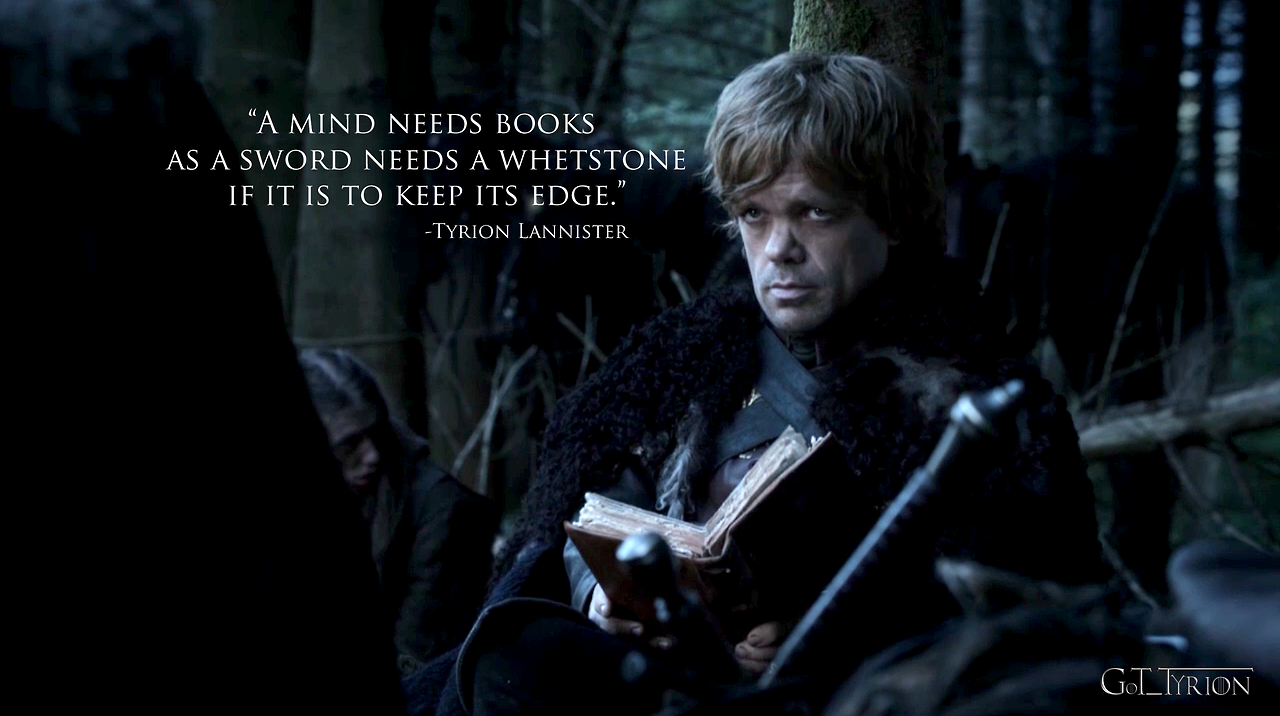 “A MIND NEEDS BOOKS
AS A SWORD NEEDS A WHETSTONE
IF IT IS TO KEEP ITS EDGE.”
-TYRION LANNISTER
GOT_TYRION